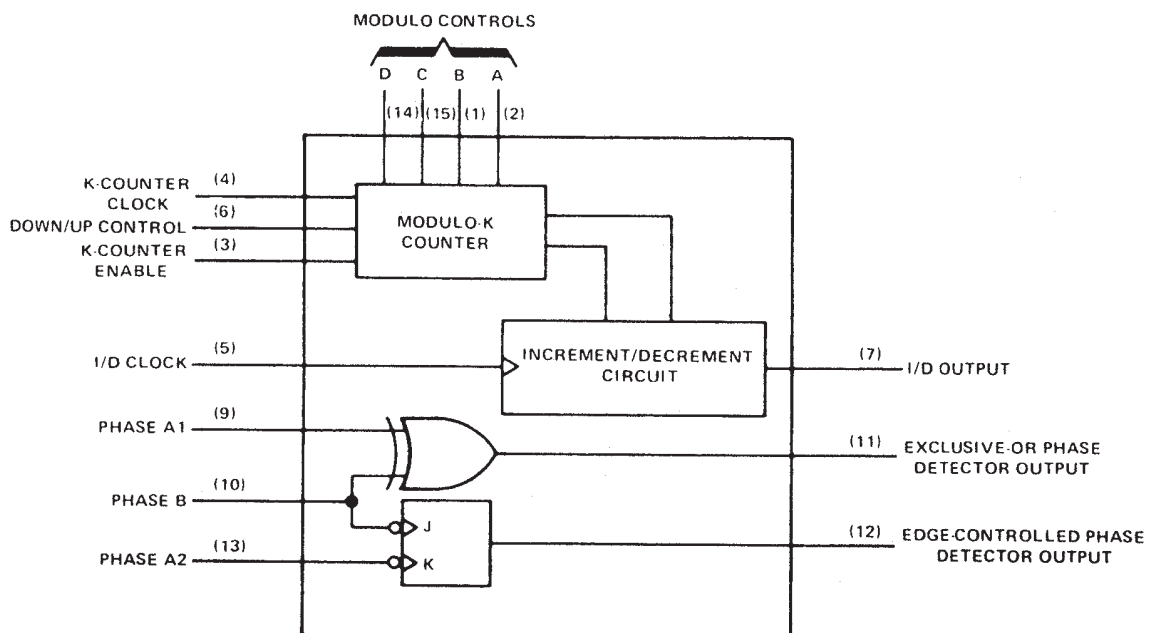 MODULO CONTROLS
D C B A
(14) (15) (1) (2)
K-COUNTER
CLOCK
(4)
DOWN/UP CONTROL
(6)
K-COUNTER
ENABLE
(3)
MODULO-K
COUNTER
I/D CLOCK
(5)
INCREMENT/DECREMENT
CIRCUIT
(7)
I/D OUTPUT
PHASE A1
(9)
(11)
EXCLUSIVE-OR PHASE
DETECTOR OUTPUT
PHASE B
(10)
J
K
(12)
EDGE-CONTROLLED PHASE
DETECTOR OUTPUT
PHASE A2
(13)